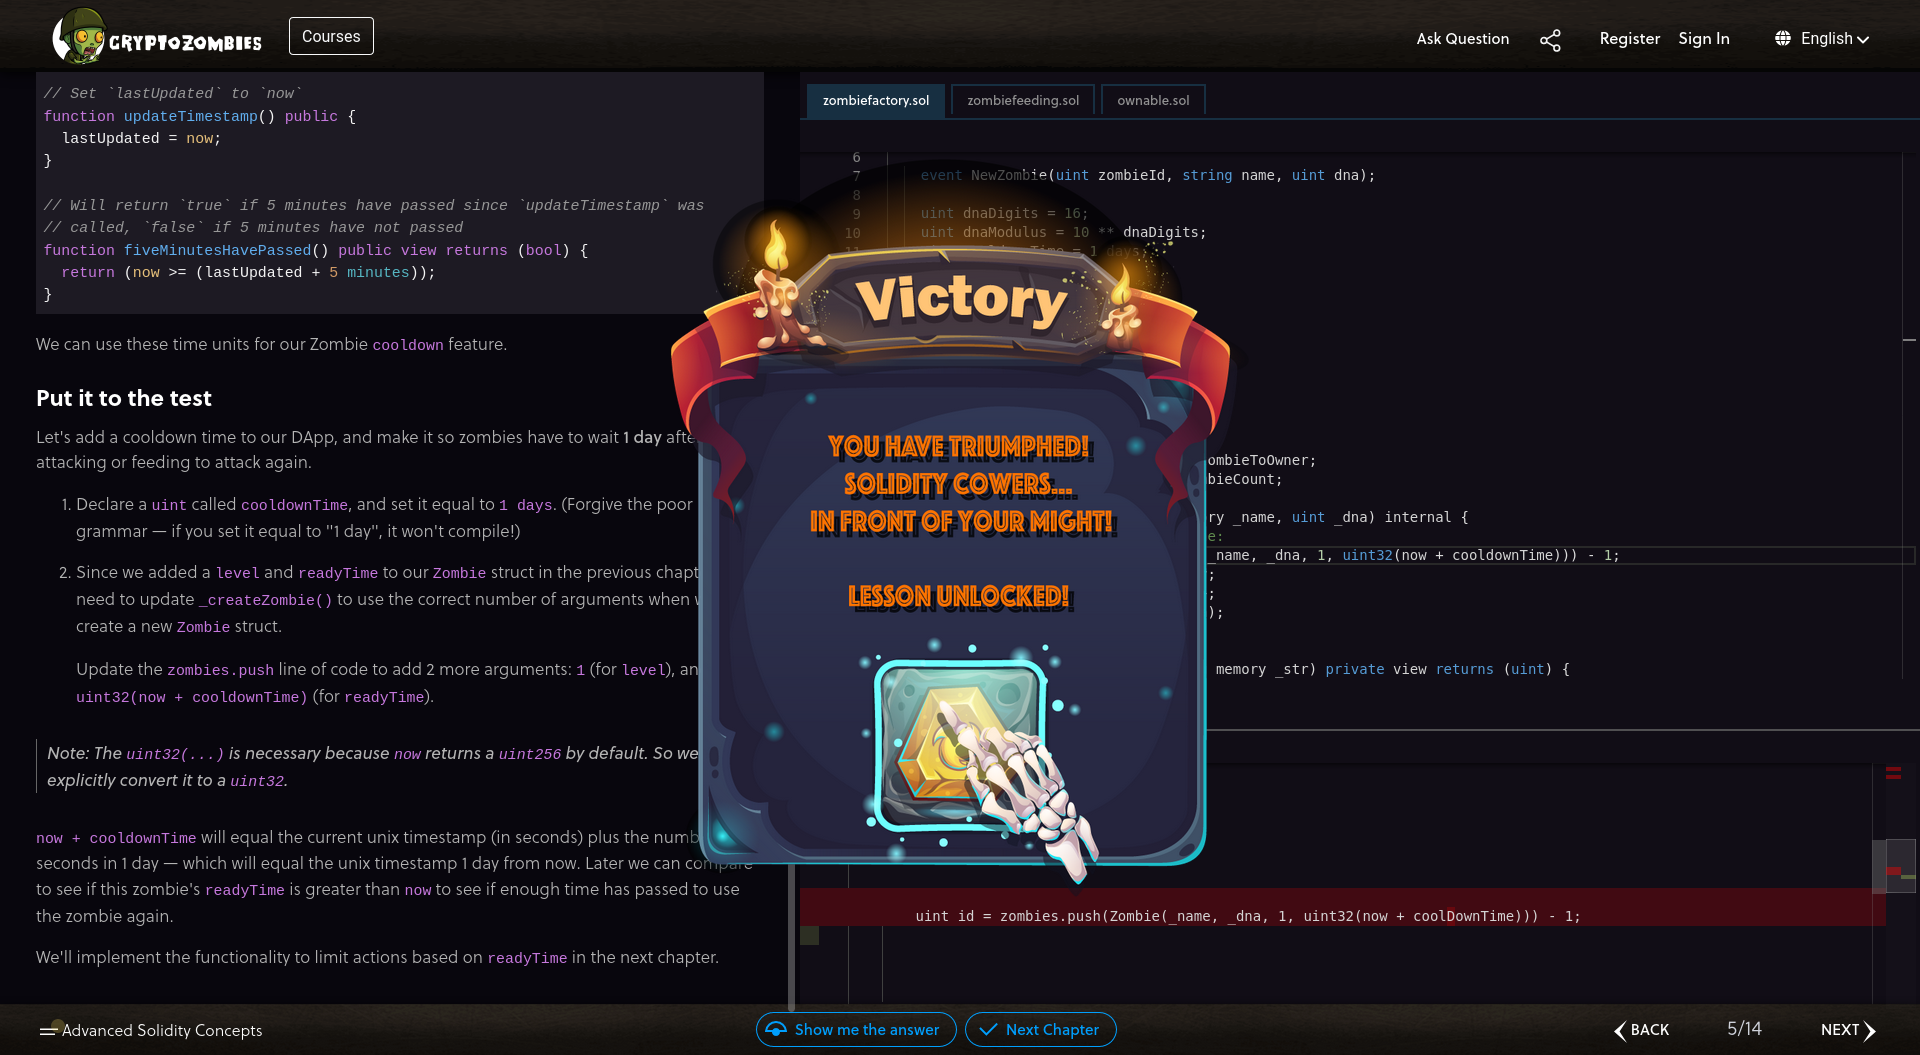 CRYPTOZOMBIES
Courses
Ask Question
Register
Sign In
English
// Set `lastUpdated` to `now`
function updateTimestamp() public {
lastUpdated = now;
}
// Will return `true` if 5 minutes have passed since `updateTimestamp` was
// called, `false` if 5 minutes have not passed
function fiveMinutesHavePassed() public view returns (bool) {
return (now >= (lastUpdated + 5 minutes));
}
We can use these time units for our Zombie cooldown feature.
Put it to the test
Let's add a cooldown time to our DApp, and make it so zombies have to wait 1 day afte
attacking or feeding to attack again.
1. Declare a uint called cooldownTime, and set it equal to 1 days. (Forgive the poor
grammar — if you set it equal to "1 day", it won't compile!)
2. Since we added a level and readyTime to our Zombie struct in the previous chapt
need to update _createZombie() to use the correct number of arguments when w
create a new Zombie struct.
Update the zombies.push line of code to add 2 more arguments: 1 (for level), an
uint32(now + cooldownTime) (for readyTime).
Note: The uint32(...) is necessary because now returns a uint256 by default. So we
explicitly convert it to a uint32.
now + cooldownTime will equal the current unix timestamp (in seconds) plus the numb
seconds in 1 day — which will equal the unix timestamp 1 day from now. Later we can compare
to see if this zombie's readyTime is greater than now to see if enough time has passed to use
the zombie again.
We'll implement the functionality to limit actions based on readyTime in the next chapter.
zombiefactory.sol
zombiefeeding.sol
ownable.sol
6
7 event NewZombie(uint zombieId, string name, uint dna);
8
9 uint dnaDigits = 16;
10 uint dnaModulus = 10 ** dnaDigits;
11 Time = 1 days;
ombieToOwner;
bieCount;
ry _name, uint _dna) internal {
e:
_name, _dna, 1, uint32(now + cooldownTime))) - 1;
;
;
);
memory _str) private view returns (uint) {
Victory
YOU HAVE TRIUMPHED!
SOLIDITY COWERS...
IN FRONT OF YOUR MIGHT!
LESSON UNLOCKED!
uint id = zombies.push(Zombie(_name, _dna, 1, uint32(now + coolDownTime))) - 1;
Advanced Solidity Concepts
Show me the answer
Next Chapter
BACK
5/14
NEXT